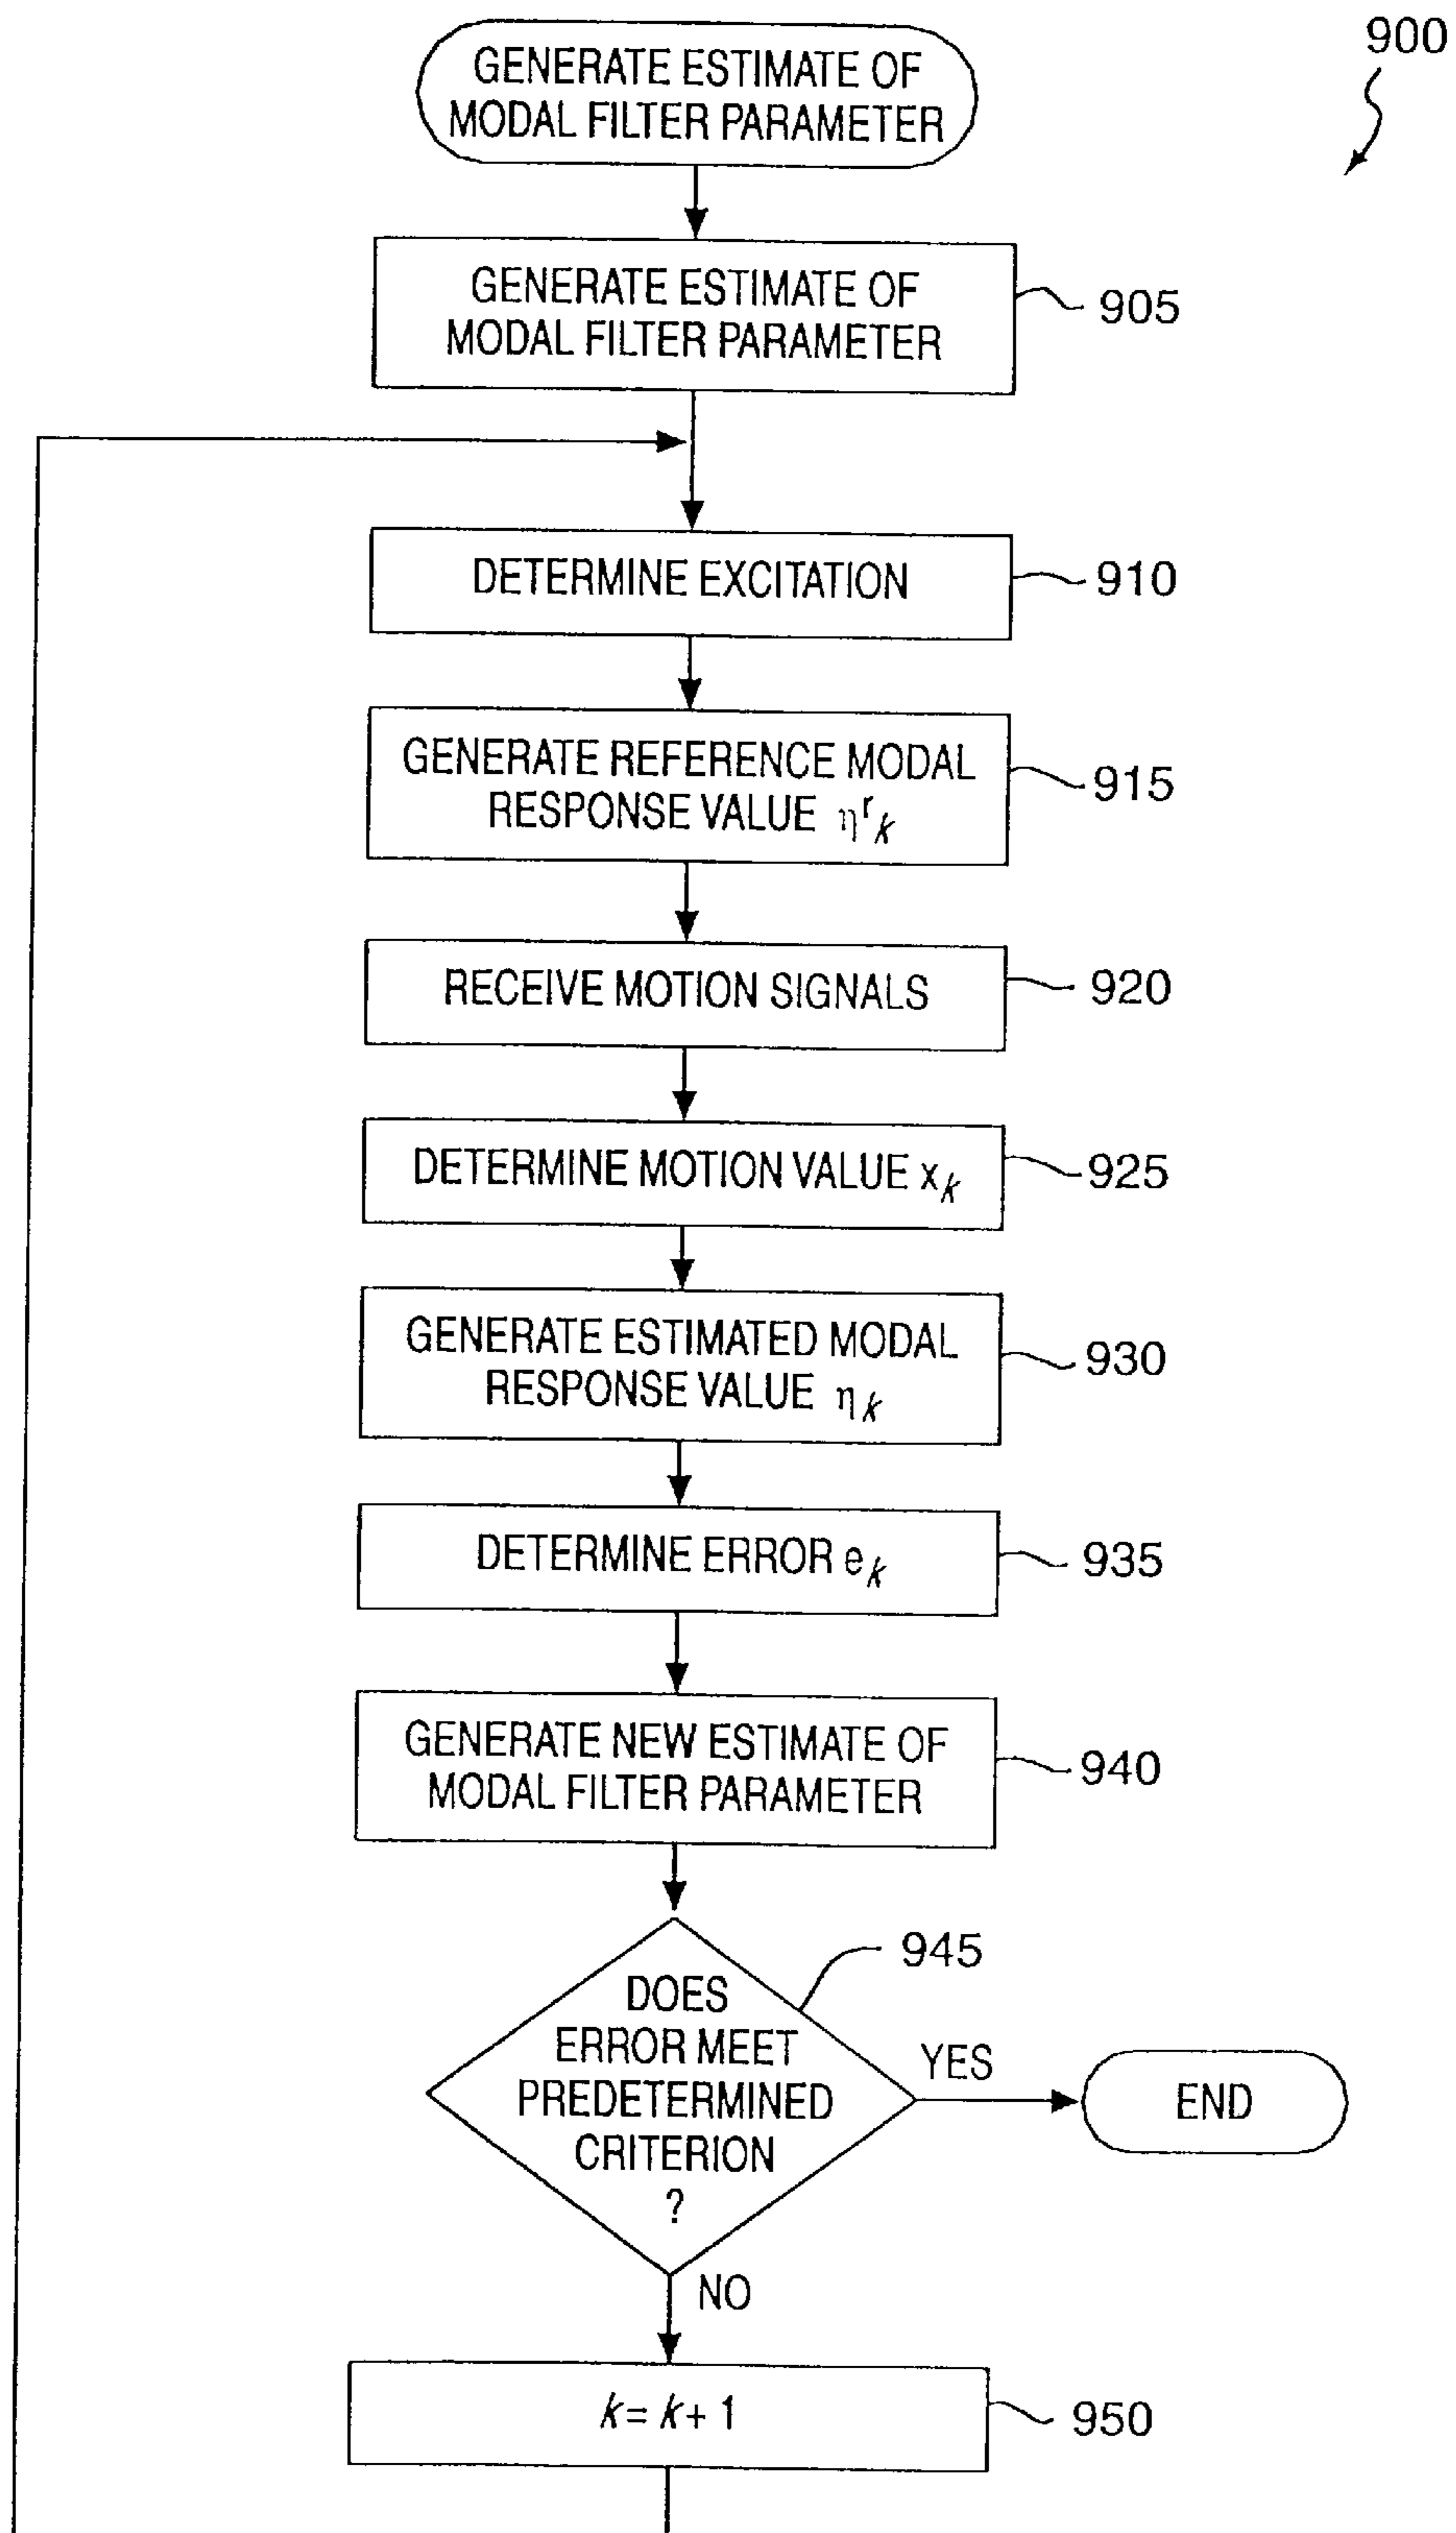 900
GENERATE ESTIMATE OF
MODAL FILTER PARAMETER
GENERATE ESTIMATE OF
MODAL FILTER PARAMETER
905
DETERMINE EXCITATION
910
GENERATE REFERENCE MODAL
RESPONSE VALUE ηʳₖ
915
RECEIVE MOTION SIGNALS
920
DETERMINE MOTION VALUE xₖ
925
GENERATE ESTIMATED MODAL
RESPONSE VALUE ηₖ
930
DETERMINE ERROR eₖ
935
GENERATE NEW ESTIMATE OF
MODAL FILTER PARAMETER
940
945
DOES
ERROR MEET
PREDETERMINED
CRITERION
?
YES
END
NO
k = k + 1
950